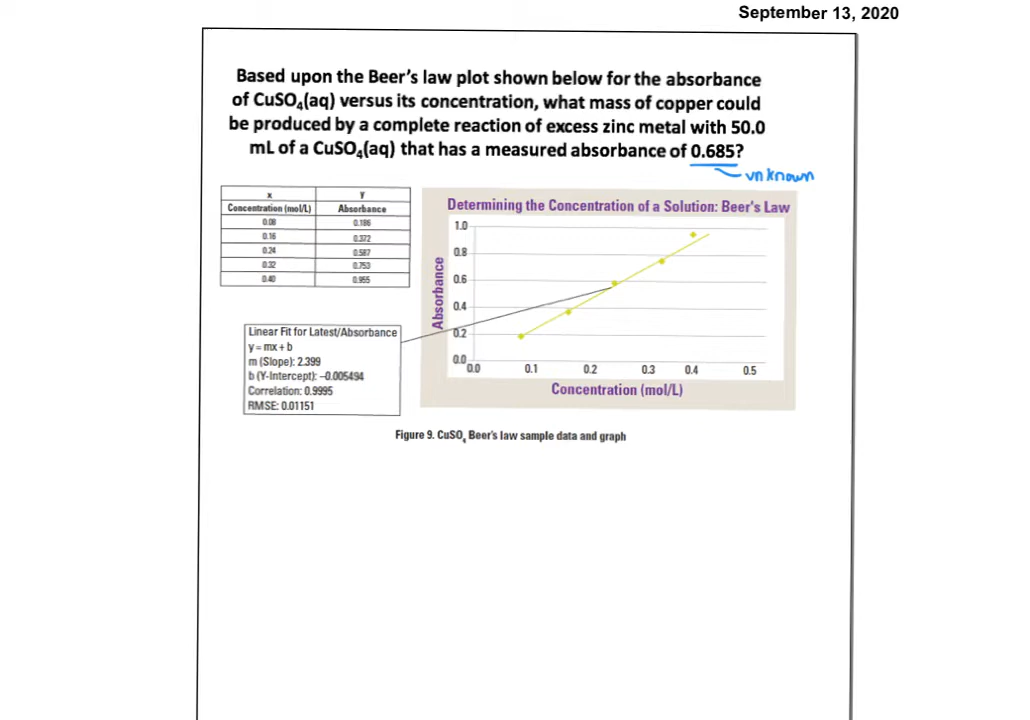 September 13, 2020
Based upon the Beer's law plot shown below for the absorbance
of CuSO₄(aq) versus its concentration, what mass of copper could
be produced by a complete reaction of excess zinc metal with 50.0
mL of a CuSO₄(aq) that has a measured absorbance of 0.685?
unknown
X Y
Concentration (mol/L) Absorbance
0.08 0.186
0.16 0.372
0.24 0.587
0.32 0.753
0.40 0.955
Linear Fit for Latest/Absorbance
y = mx + b
m (Slope): 2.399
b (Y-Intercept): –0.005494
Correlation: 0.9995
RMSE: 0.01151
Determining the Concentration of a Solution: Beer's Law
Absorbance
1.0
0.8
0.6
0.4
0.2
0.0
0.0 0.1 0.2 0.3 0.4 0.5
Concentration (mol/L)
Figure 9. CuSO₄ Beer's law sample data and graph